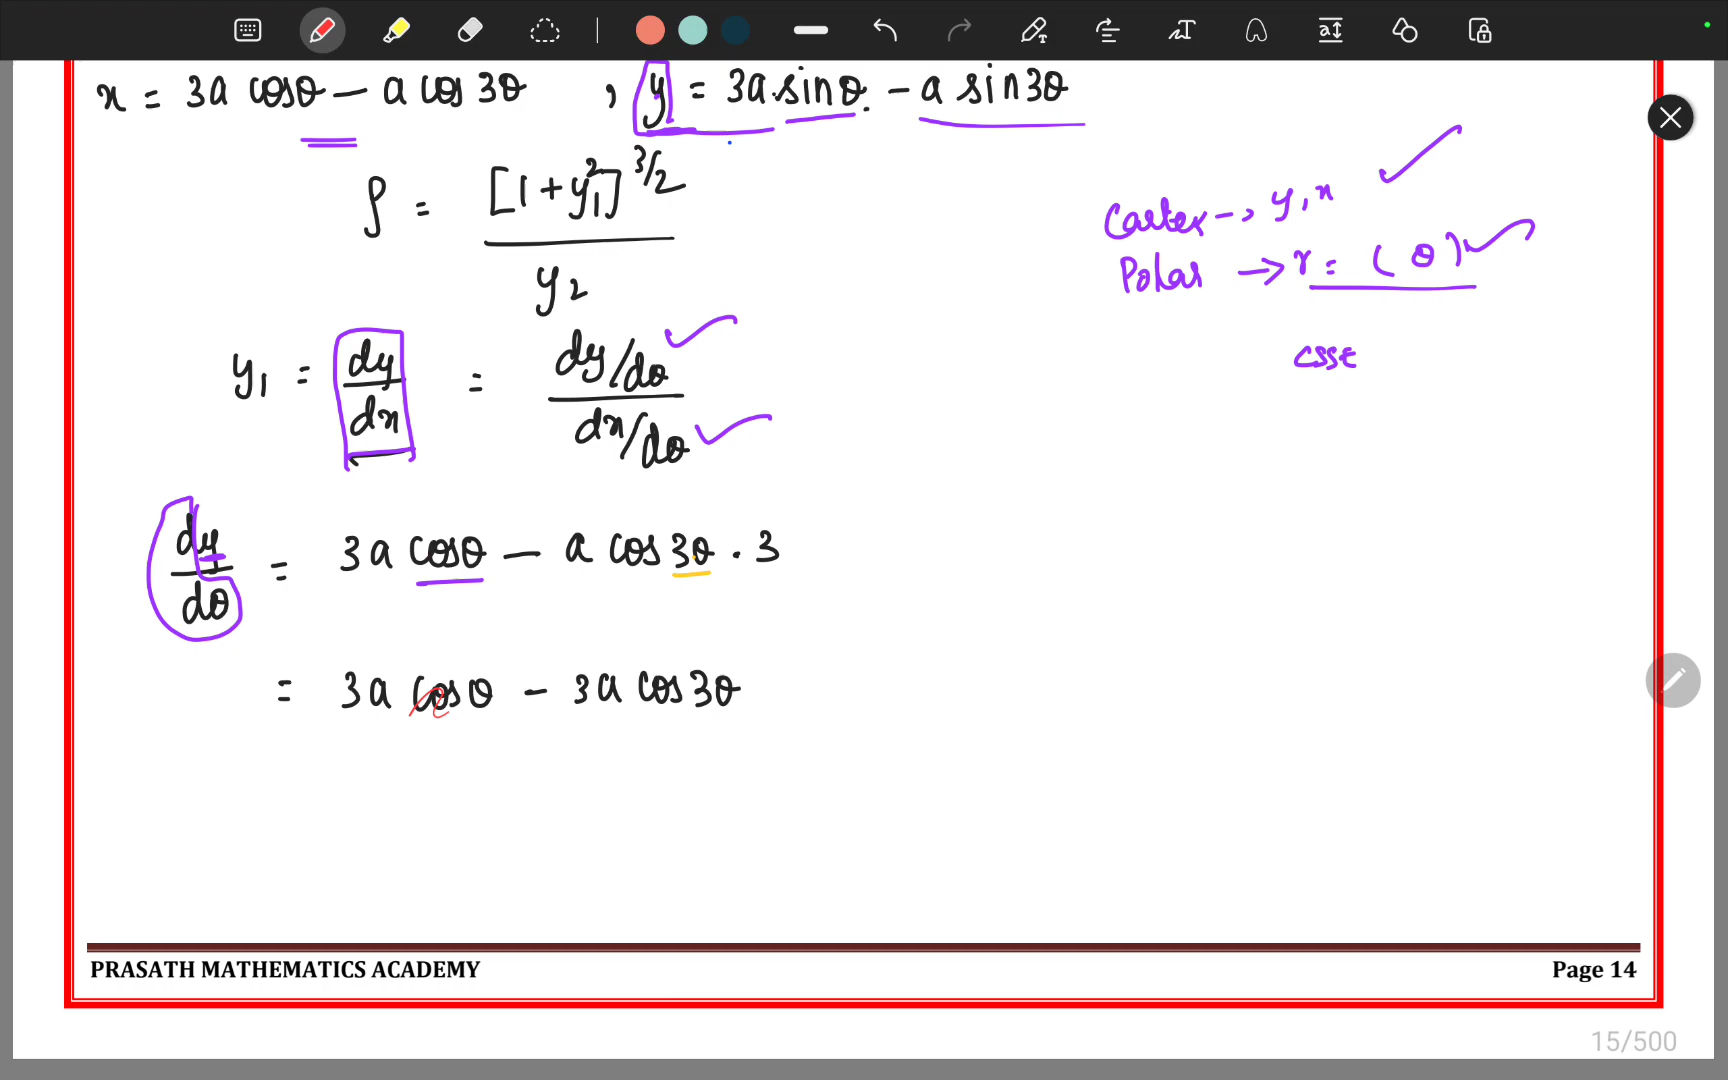 x = 3a cosθ − a cos 3θ , y = 3a sinθ − a sin3θ
ρ = [1 + y₁²]^3/2 / y₂
Cartex → y, x
Polar → r = (θ)
y₁ = dy/dx = (dy/dθ)/(dx/dθ)
CSSE
dy/dθ = 3a cosθ − a cos 3θ · 3
= 3a cosθ − 3a cos3θ
PRASATH MATHEMATICS ACADEMY Page 14
15/500